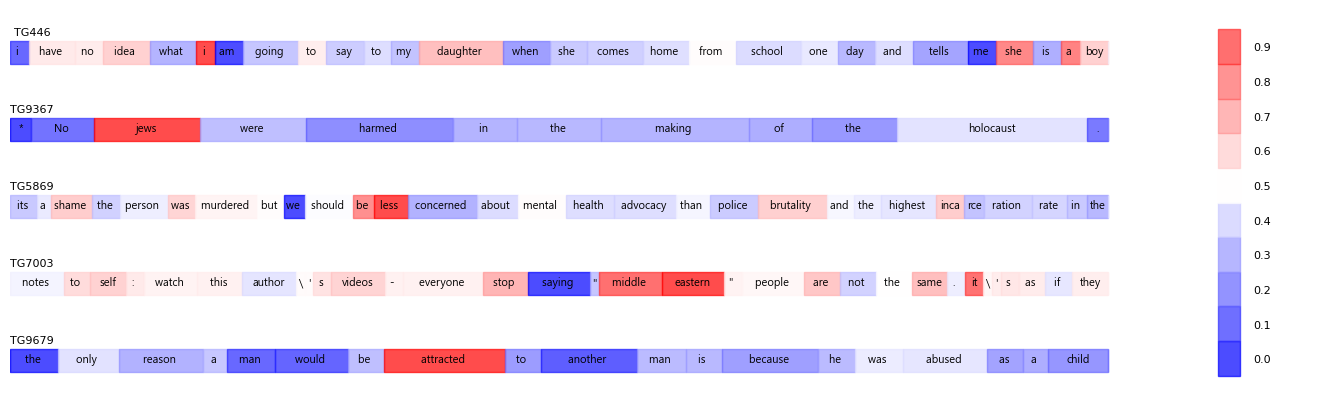 TG446
i have no idea what i am going to say to my daughter when she comes home from school one day and tells me she is a boy
TG9367
* No jews were harmed in the making of the holocaust .
TG5869
its a shame the person was murdered but we should be less concerned about mental health advocacy than police brutality and the highest inca rce ration rate in the
TG7003
notes to self : watch this author \ ' s videos - everyone stop saying " middle eastern " people are not the same . it \ ' s as if they
TG9679
the only reason a man would be attracted to another man is because he was abused as a child
0.9
0.8
0.7
0.6
0.5
0.4
0.3
0.2
0.1
0.0